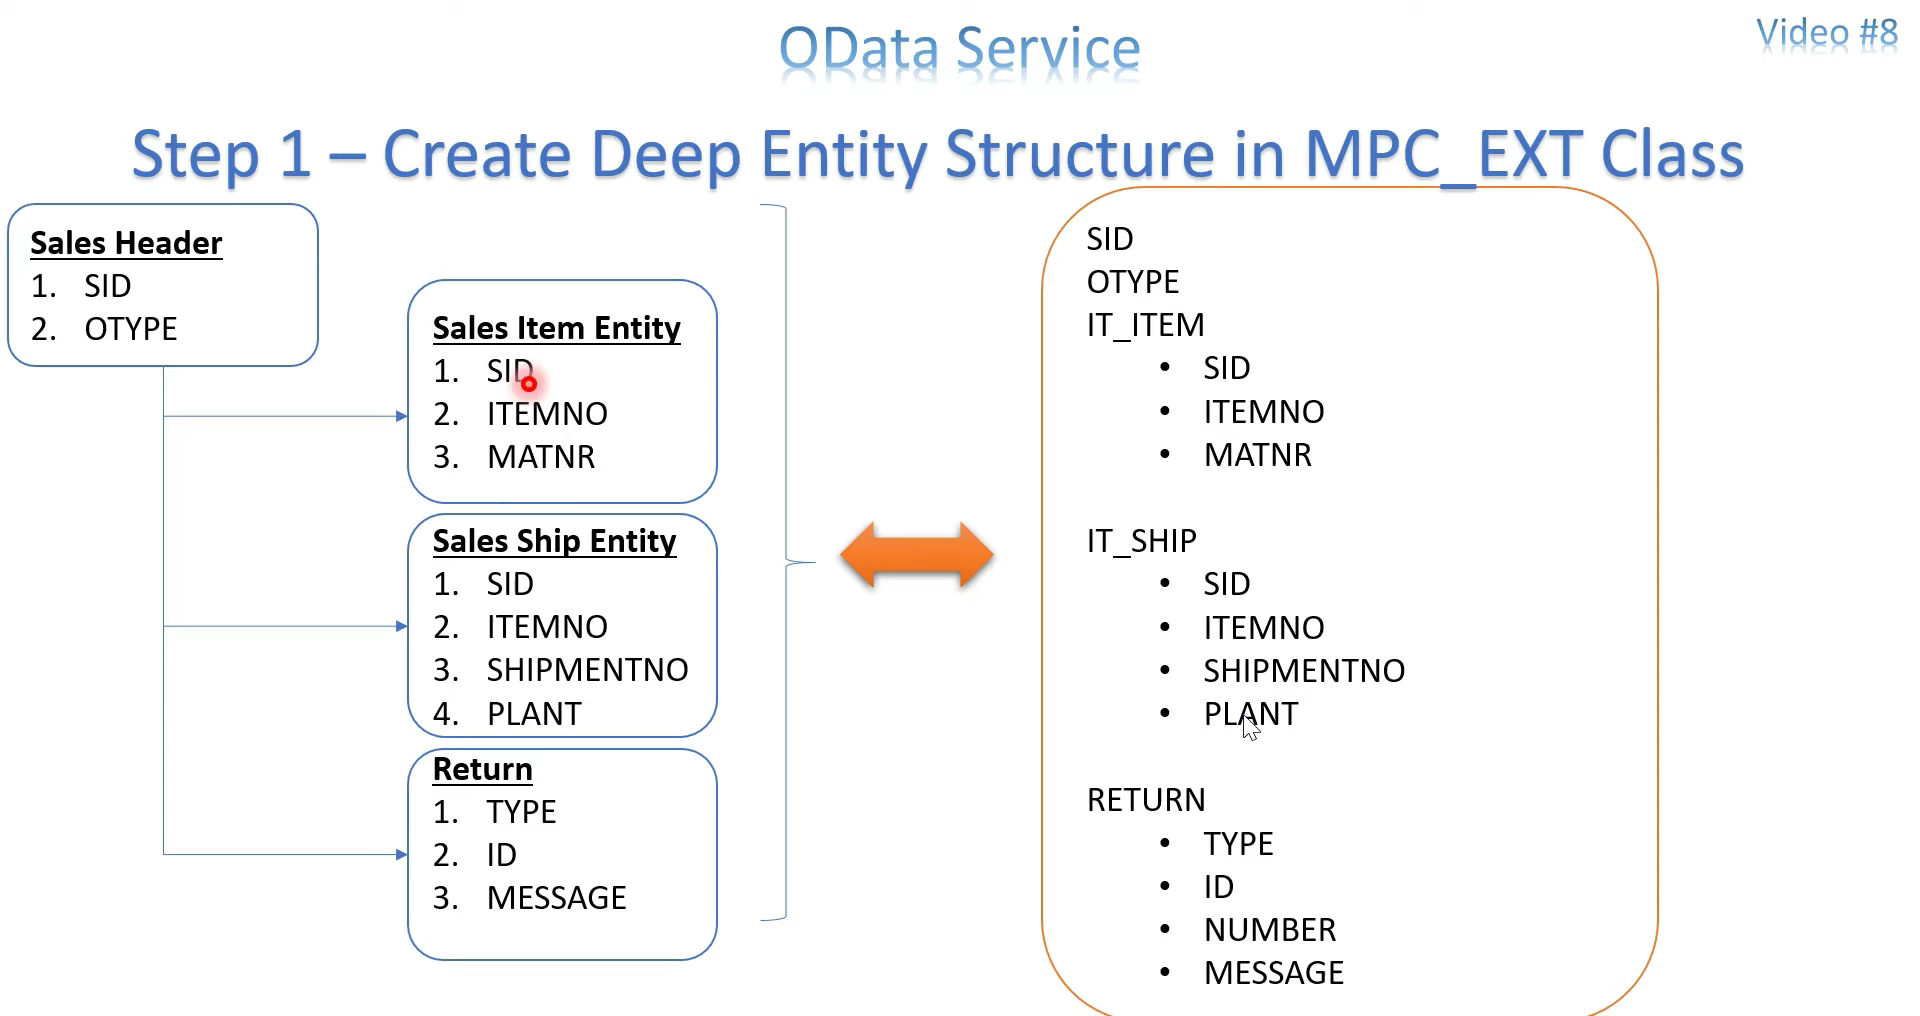 OData Service
Video #8
Step 1 – Create Deep Entity Structure in MPC_EXT Class
Sales Header
1. SID
2. OTYPE
Sales Item Entity
1. SID
2. ITEMNO
3. MATNR
Sales Ship Entity
1. SID
2. ITEMNO
3. SHIPMENTNO
4. PLANT
Return
1. TYPE
2. ID
3. MESSAGE
SID
OTYPE
IT_ITEM
• SID
• ITEMNO
• MATNR
IT_SHIP
• SID
• ITEMNO
• SHIPMENTNO
• PLANT
RETURN
• TYPE
• ID
• NUMBER
• MESSAGE